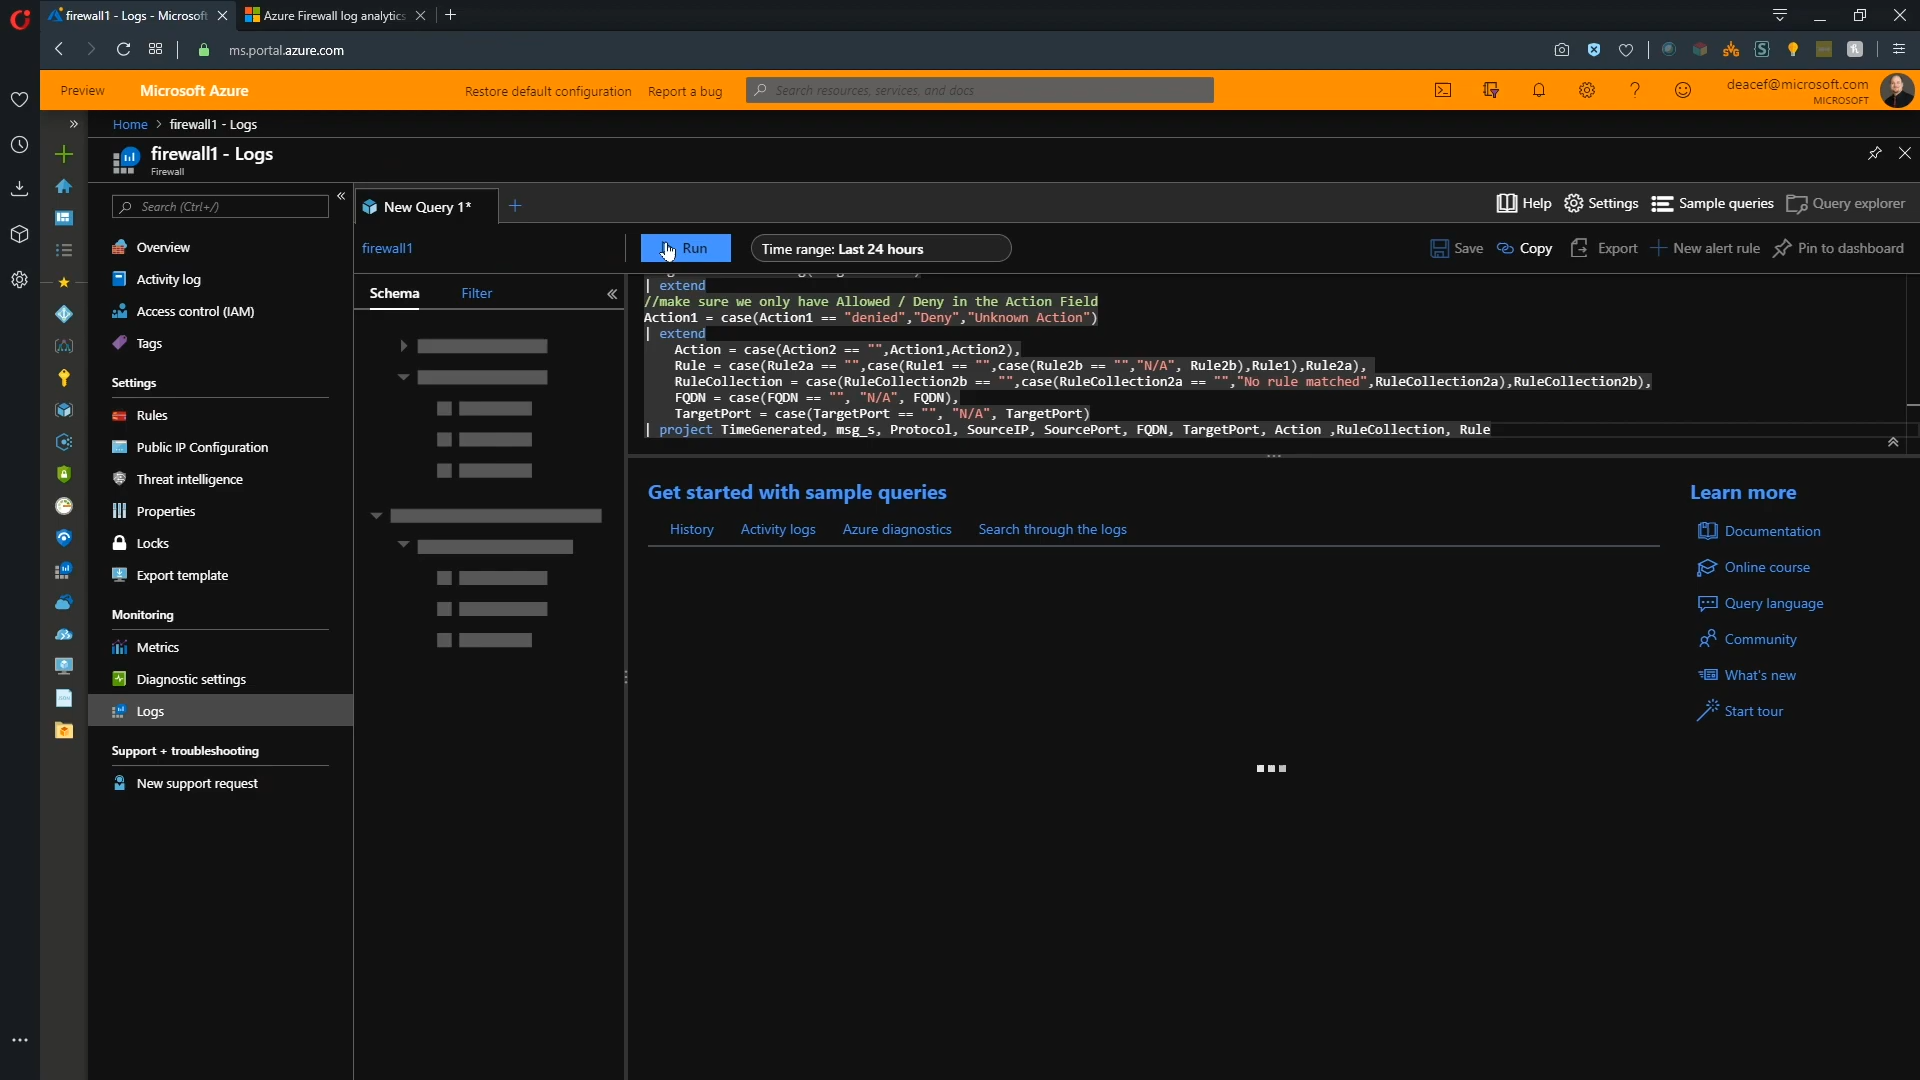 firewall1 - Logs - Microsoft
Azure Firewall log analytics
ms.portal.azure.com
Preview
Microsoft Azure
Restore default configuration
Report a bug
Search resources, services, and docs
deacef@microsoft.com
MICROSOFT
Home > firewall1 - Logs
firewall1 - Logs
Firewall
Search (Ctrl+/)
Overview
Activity log
Access control (IAM)
Tags
Settings
Rules
Public IP Configuration
Threat intelligence
Properties
Locks
Export template
Monitoring
Metrics
Diagnostic settings
Logs
Support + troubleshooting
New support request
New Query 1*
Help
Settings
Sample queries
Query explorer
firewall1
Run
Time range: Last 24 hours
Save
Copy
Export
New alert rule
Pin to dashboard
Schema
Filter
| extend
//make sure we only have Allowed / Deny in the Action Field
Action1 = case(Action1 == "denied","Deny","Unknown Action")
| extend
Action = case(Action2 == "",Action1,Action2),
Rule = case(Rule2a == "",case(Rule1 == "",case(Rule2b == "","N/A", Rule2b),Rule1),Rule2a),
RuleCollection = case(RuleCollection2b == "",case(RuleCollection2a == "","No rule matched",RuleCollection2a),RuleCollection2b),
FQDN = case(FQDN == "", "N/A", FQDN),
TargetPort = case(TargetPort == "", "N/A", TargetPort)
| project TimeGenerated, msg_s, Protocol, SourceIP, SourcePort, FQDN, TargetPort, Action ,RuleCollection, Rule
Get started with sample queries
History
Activity logs
Azure diagnostics
Search through the logs
Learn more
Documentation
Online course
Query language
Community
What's new
Start tour